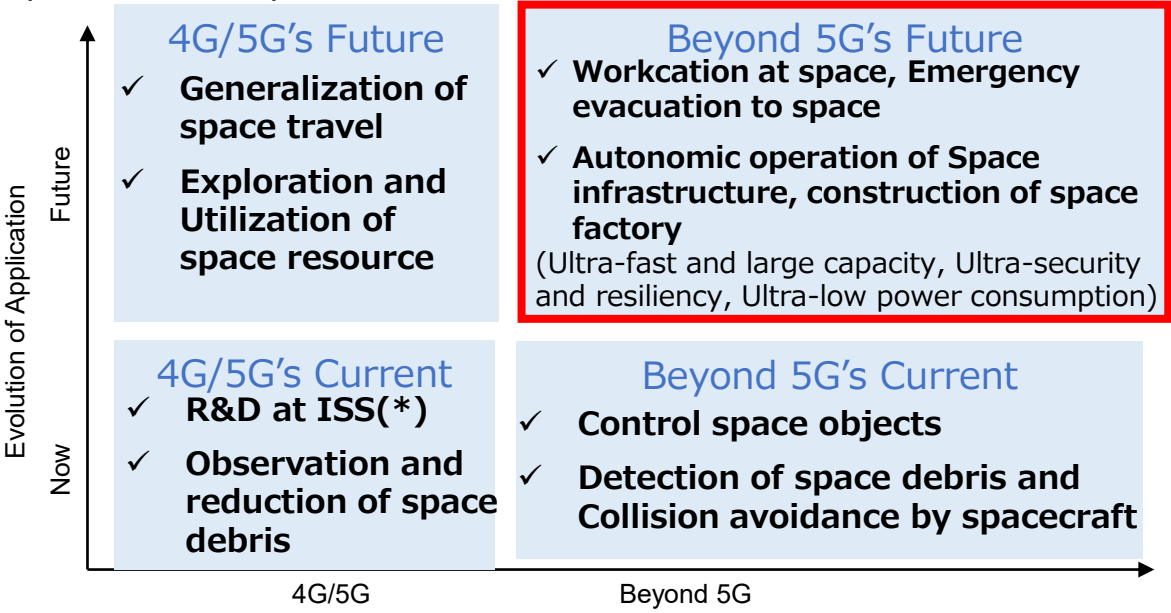 4G/5G's Future
✓ Generalization of
space travel
✓ Exploration and
Utilization of
space resource
Beyond 5G's Future
✓ Workcation at space, Emergency
evacuation to space
✓ Autonomic operation of Space
infrastructure, construction of space
factory
(Ultra-fast and large capacity, Ultra-security
and resiliency, Ultra-low power consumption)
4G/5G's Current
✓ R&D at ISS(*)
✓ Observation and
reduction of space
debris
Beyond 5G's Current
✓ Control space objects
✓ Detection of space debris and
Collision avoidance by spacecraft
Evolution of Application
Future
Now
4G/5G
Beyond 5G